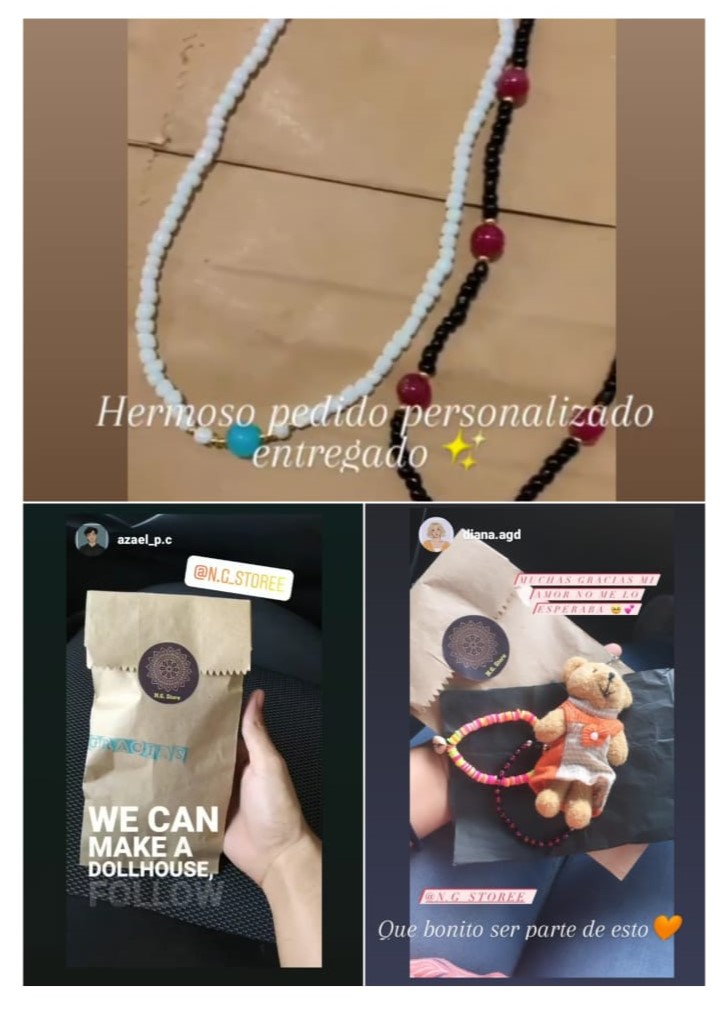 Hermoso pedido personalizado
entregado
azael_p.c
@N.G_STOREE
N.G. Store
GRACIAS
WE CAN
MAKE A
DOLLHOUSE,
FOLLOW
diana.agd
MUCHAS GRACIAS MI
AMOR NO ME LO
ESPERABA
N.G. Store
@N.G_STOREE
Que bonito ser parte de esto